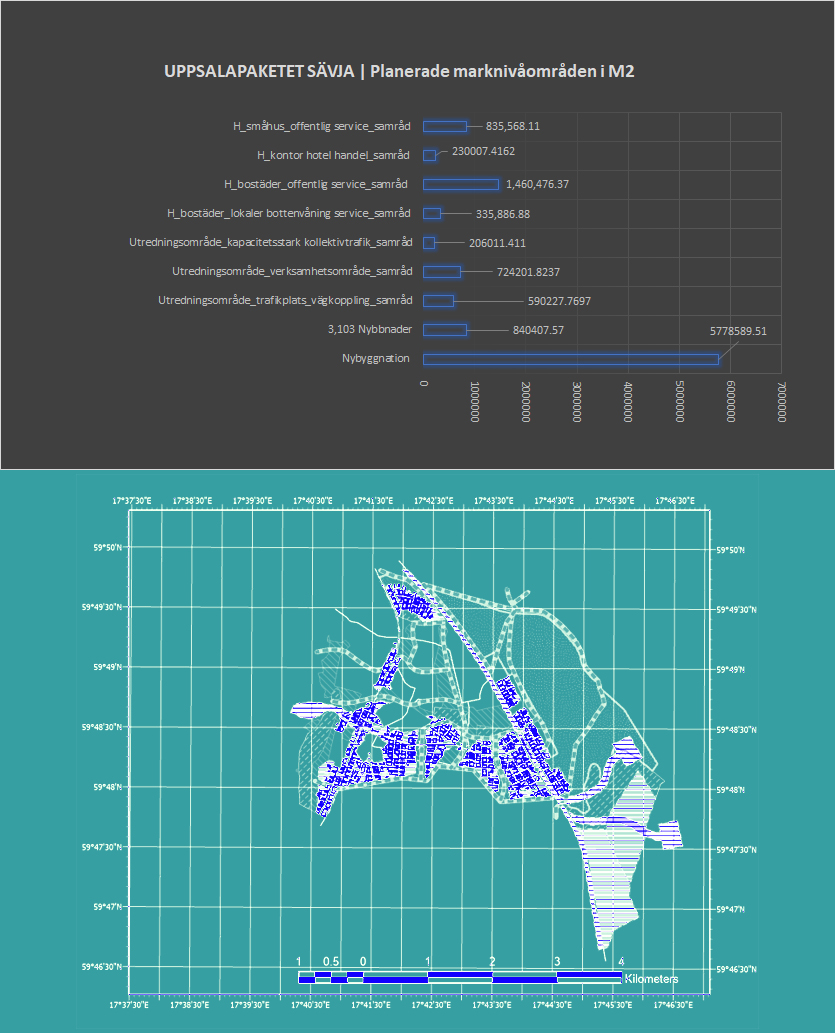 UPPSALAPAKETET SÄVJA | Planerade marknivåområden i M2
H_småhus_offentlig service_samråd 835,568.11
H_kontor hotel handel_samråd 230007.4162
H_bostäder_offentlig service_samråd 1,460,476.37
H_bostäder_lokaler bottenvåning service_samråd 335,886.88
Utredningsområde_kapacitetsstark kollektivtrafik_samråd 206011.411
Utredningsområde_verksamhetsområde_samråd 724201.8237
Utredningsområde_trafikplats_vägkoppling_samråd 590227.7697
3,103 Nybbnader 840407.57 5778589.51
Nybyggnation
0 1000000 2000000 3000000 4000000 5000000 6000000 7000000
17°37'30"E 17°38'30"E 17°39'30"E 17°40'30"E 17°41'30"E 17°42'30"E 17°43'30"E 17°44'30"E 17°45'30"E 17°46'30"E
59°50'N 59°50'N
59°49'30"N 59°49'30"N
59°49'N 59°49'N
59°48'30"N 59°48'30"N
59°48'N 59°48'N
59°47'30"N 59°47'30"N
59°47'N 59°47'N
59°46'30"N 59°46'30"N
1 0.5 0 1 2 3 4
Kilometers
17°37'30"E 17°38'30"E 17°39'30"E 17°40'30"E 17°41'30"E 17°42'30"E 17°43'30"E 17°44'30"E 17°45'30"E 17°46'30"E